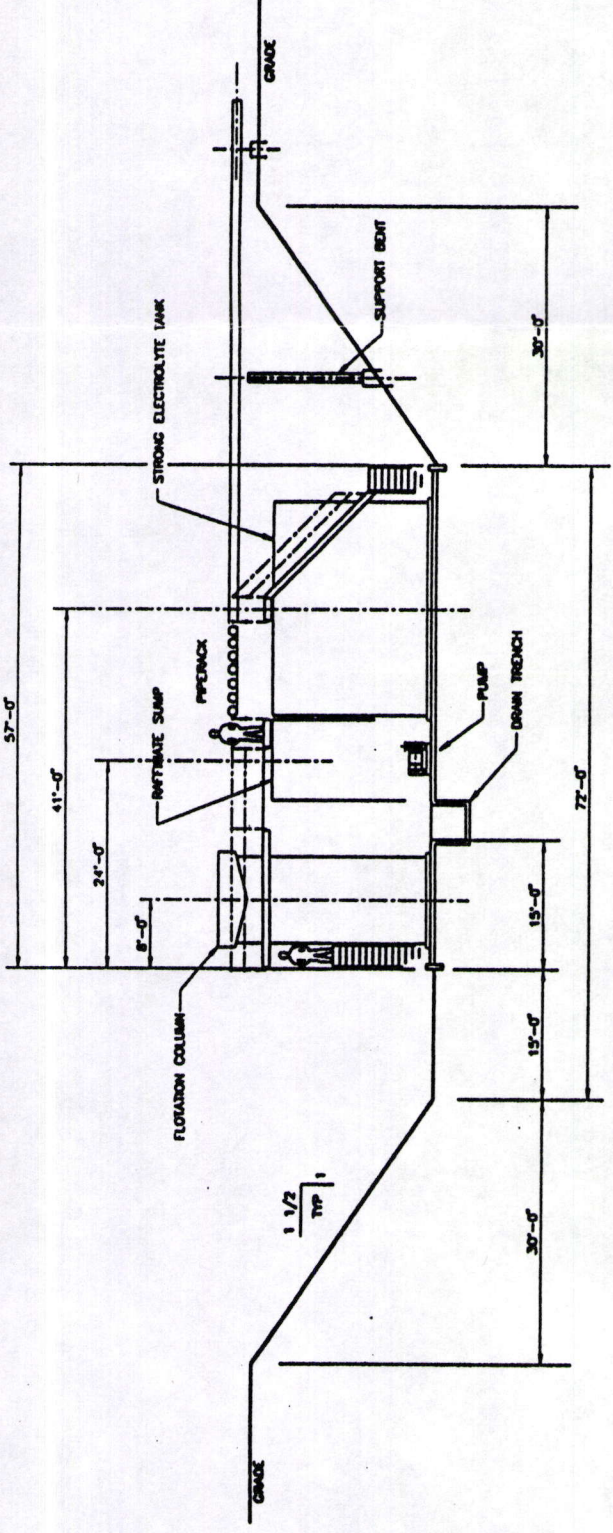 57'-0"
41'-0"
24'-0"
8'-0"
FLOTATION COLUMN
RAFFINATE SUMP
PIPERACK
STRONG ELECTROLYTE TANK
GRADE
GRADE
1 1/2
TYP
1
SUPPORT BENT
PUMP
DRAIN TRENCH
30'-0"
15'-0"
15'-0"
30'-0"
72'-0"